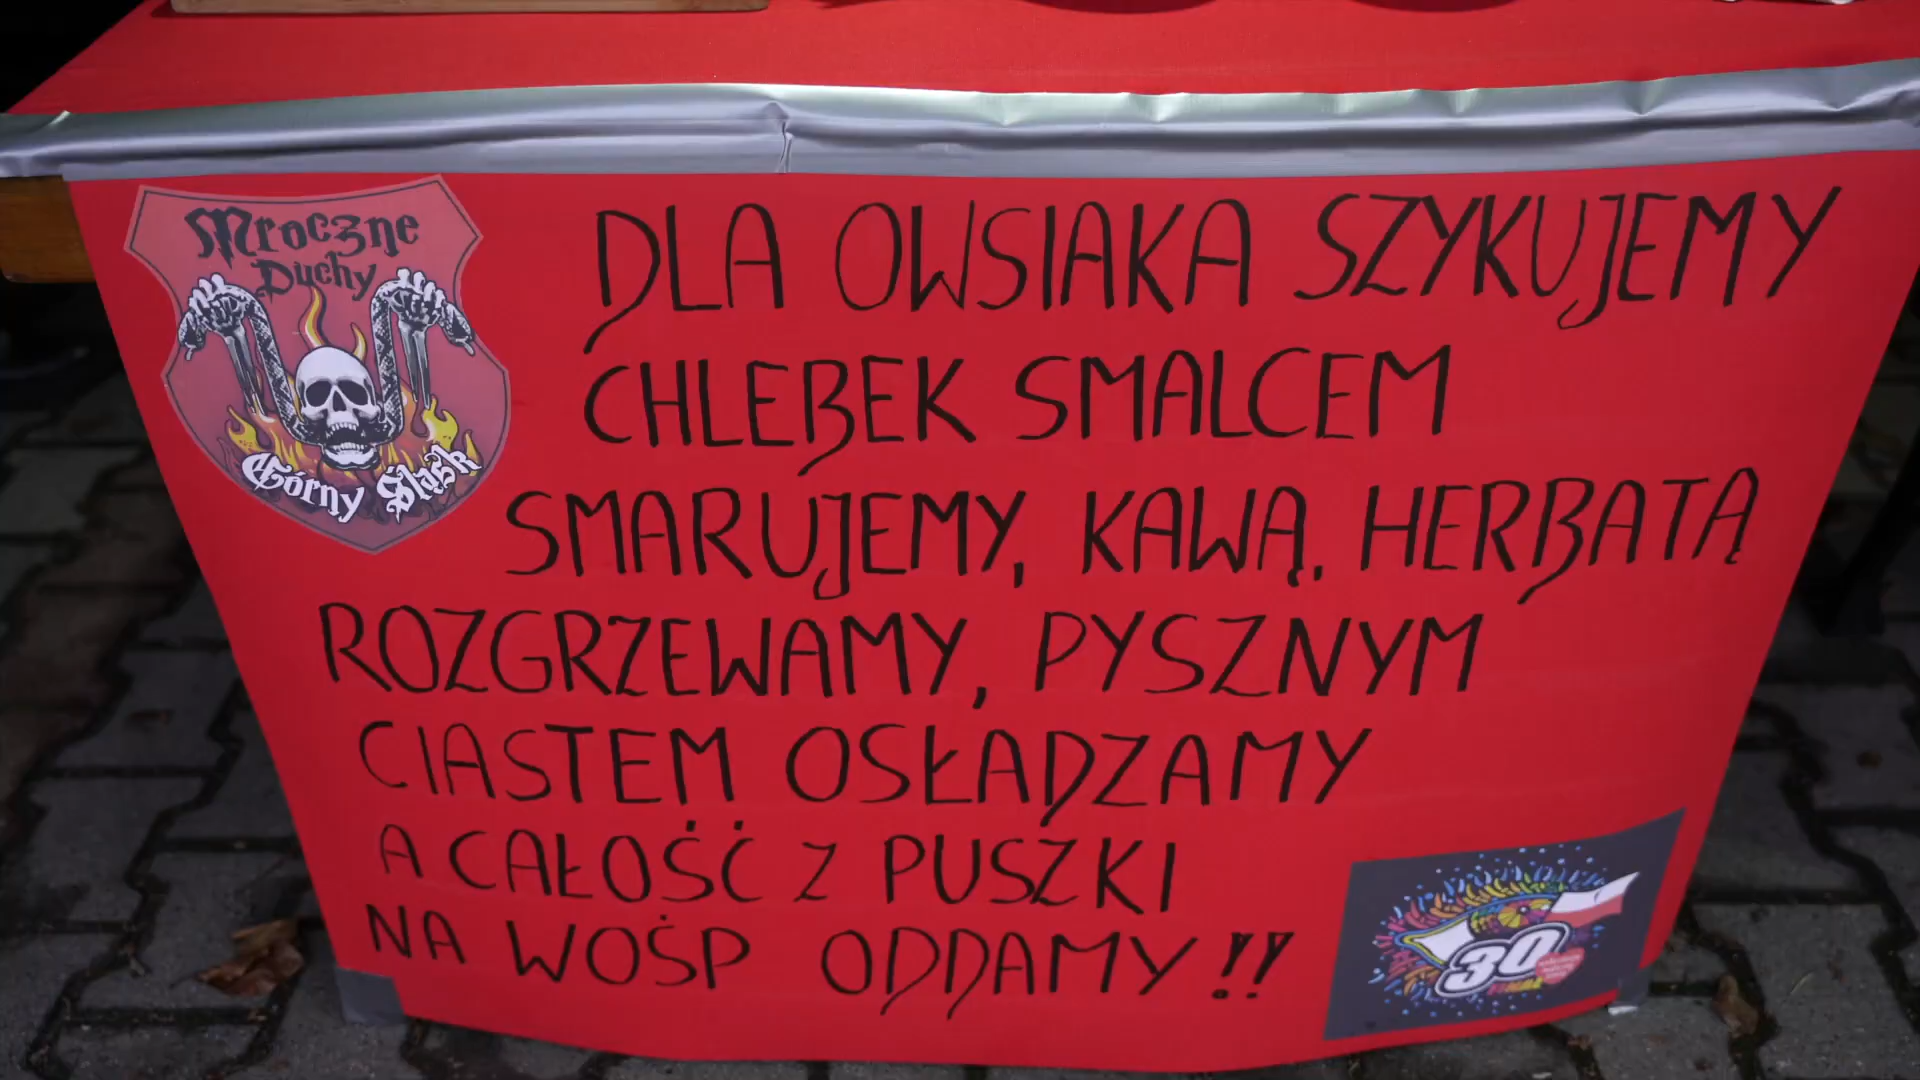 Mroczne
Duchy
Górny Śląsk
DLA OWSIAKA SZYKUJEMY
CHLEBEK SMALCEM
SMARUJEMY, KAWĄ, HERBATĄ
ROZGRZEWAMY, PYSZNYM
CIASTEM OSŁADZAMY
A CAŁOŚĆ Z PUSZKI
NA WOŚP ODDAMY!!
30